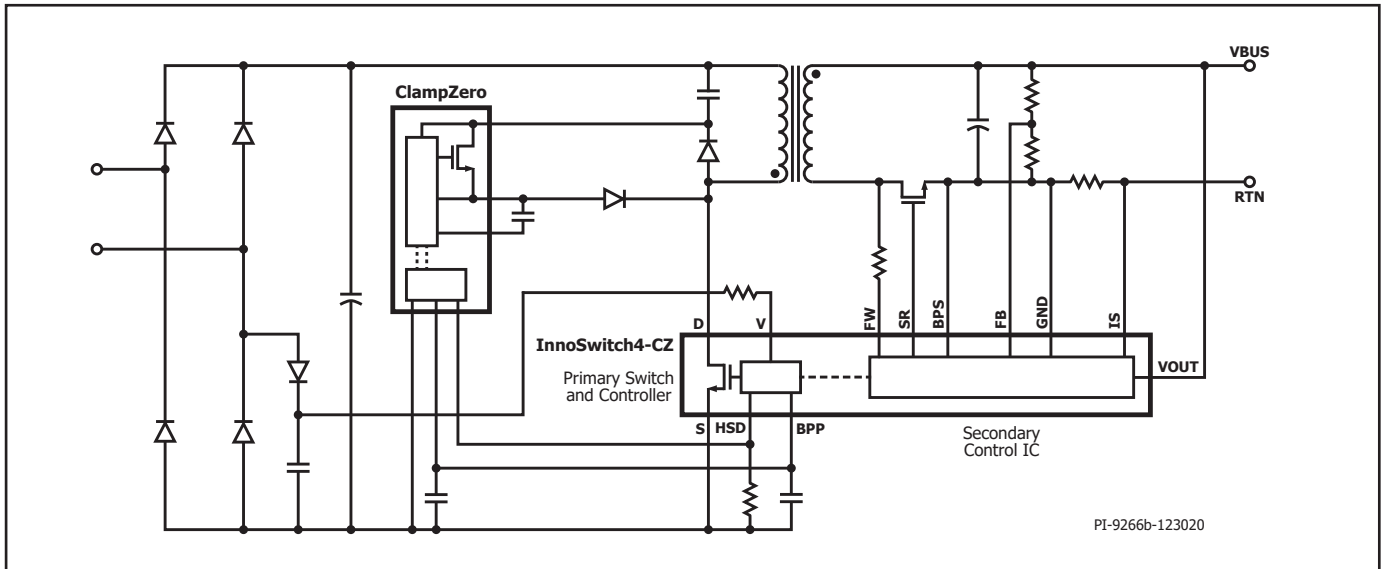 VBUS
ClampZero
RTN
D
V
FW
SR
BPS
FB
GND
IS
InnoSwitch4-CZ
VOUT
Primary Switch
and Controller
S
HSD
BPP
Secondary
Control IC
PI-9266b-123020